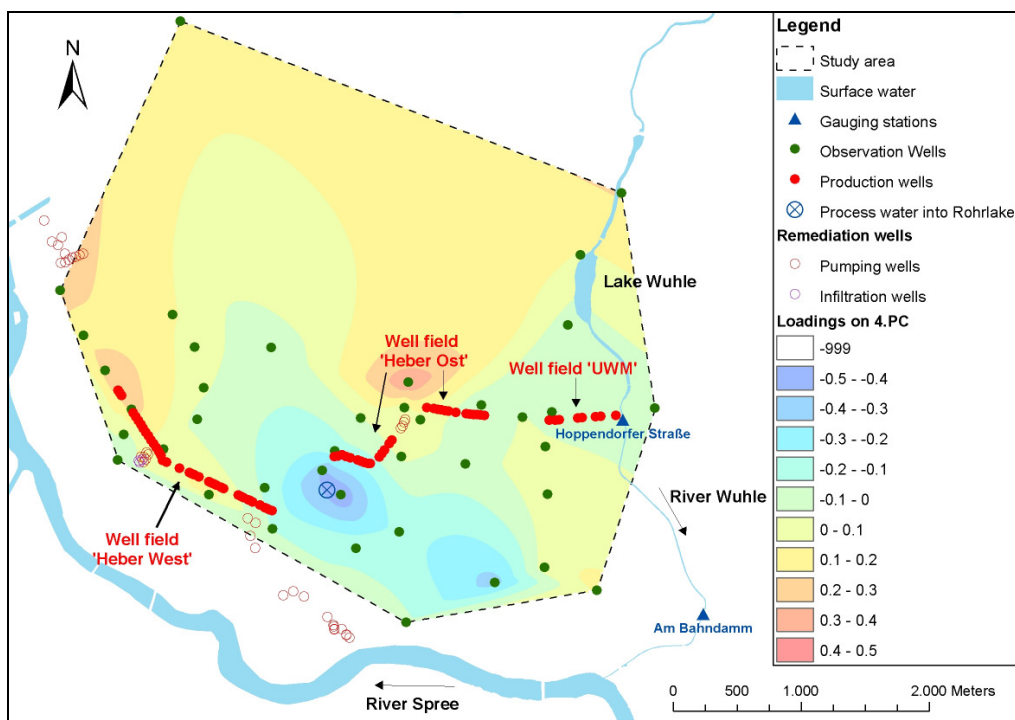 N
Lake Wuhle
Well field
'Heber Ost'
Well field 'UWM'
Hoppendorfer Straße
River Wuhle
Well field
'Heber West'
Am Bahndamm
River Spree
Legend
Study area
Surface water
Gauging stations
Observation Wells
Production wells
Process water into Rohrlake
Remediation wells
Pumping wells
Infiltration wells
Loadings on 4.PC
-999
-0.5 - -0.4
-0.4 - -0.3
-0.3 - -0.2
-0.2 - -0.1
-0.1 - 0
0 - 0.1
0.1 - 0.2
0.2 - 0.3
0.3 - 0.4
0.4 - 0.5
0 500 1.000 2.000 Meters